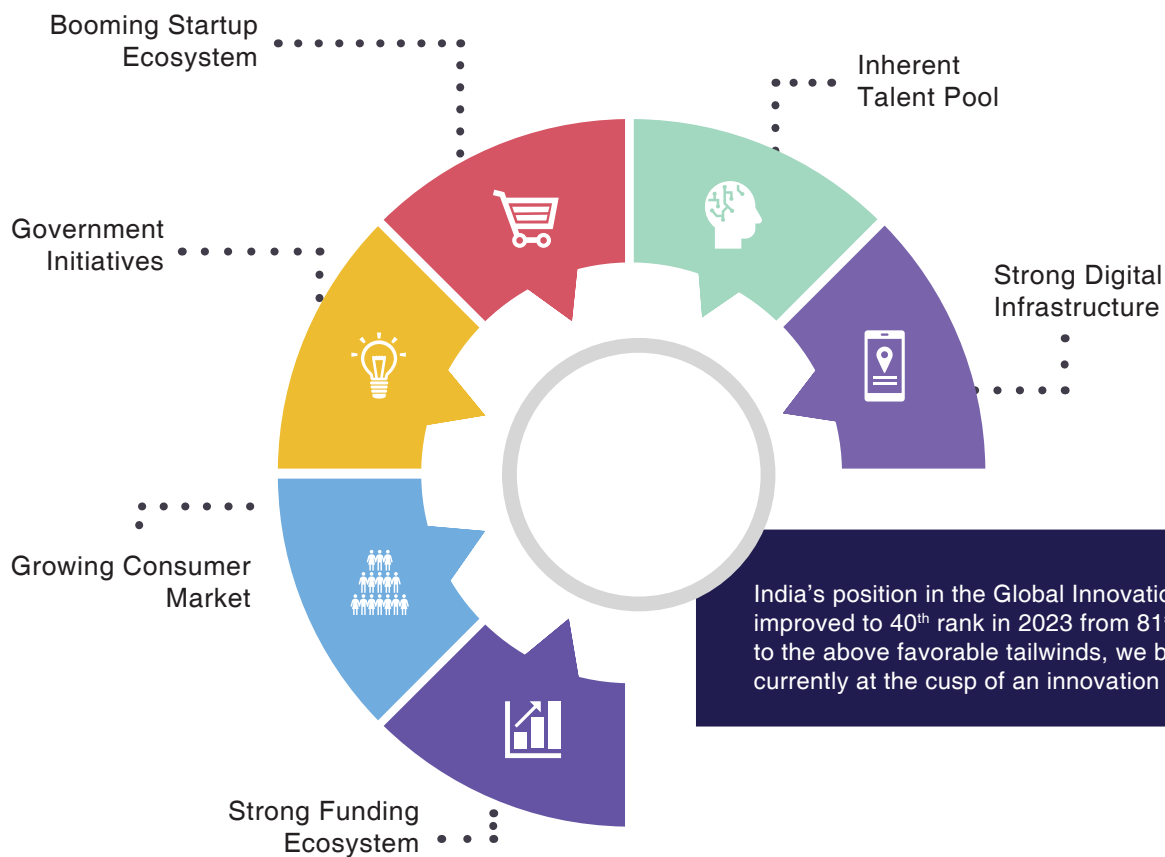 Booming Startup
Ecosystem
Inherent
Talent Pool
Government
Initiatives
Strong Digital
Infrastructure
Growing Consumer
Market
India’s position in the Global
improved to 40th rank in 2023 from
to the above favorable tailwinds, we
currently at the cusp of an innovation
Strong Funding
Ecosystem